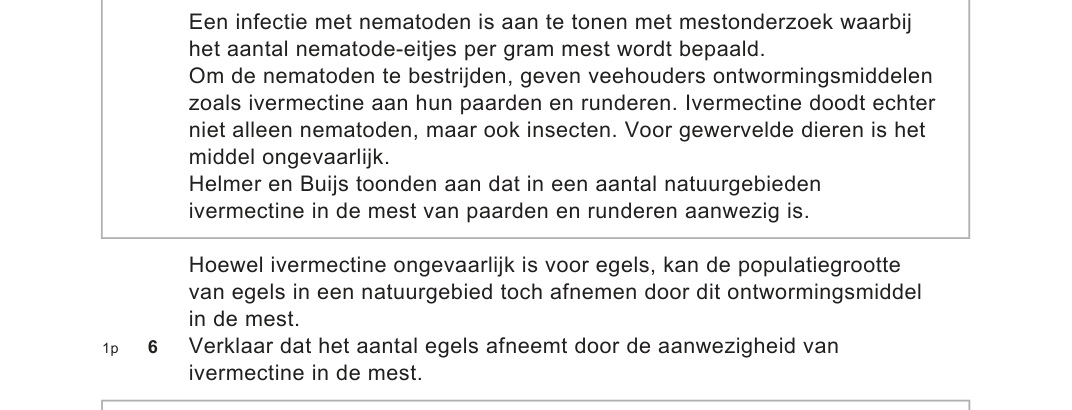 Een infectie met nematoden is aan te tonen met mestonderzoek waarbij
het aantal nematode-eitjes per gram mest wordt bepaald.
Om de nematoden te bestrijden, geven veehouders ontwormingsmiddelen
zoals ivermectine aan hun paarden en runderen. Ivermectine doodt echter
niet alleen nematoden, maar ook insecten. Voor gewervelde dieren is het
middel ongevaarlijk.
Helmer en Buijs toonden aan dat in een aantal natuurgebieden
ivermectine in de mest van paarden en runderen aanwezig is.
Hoewel ivermectine ongevaarlijk is voor egels, kan de populatiegrootte
van egels in een natuurgebied toch afnemen door dit ontwormingsmiddel
in de mest.
1p 6 Verklaar dat het aantal egels afneemt door de aanwezigheid van
ivermectine in de mest.